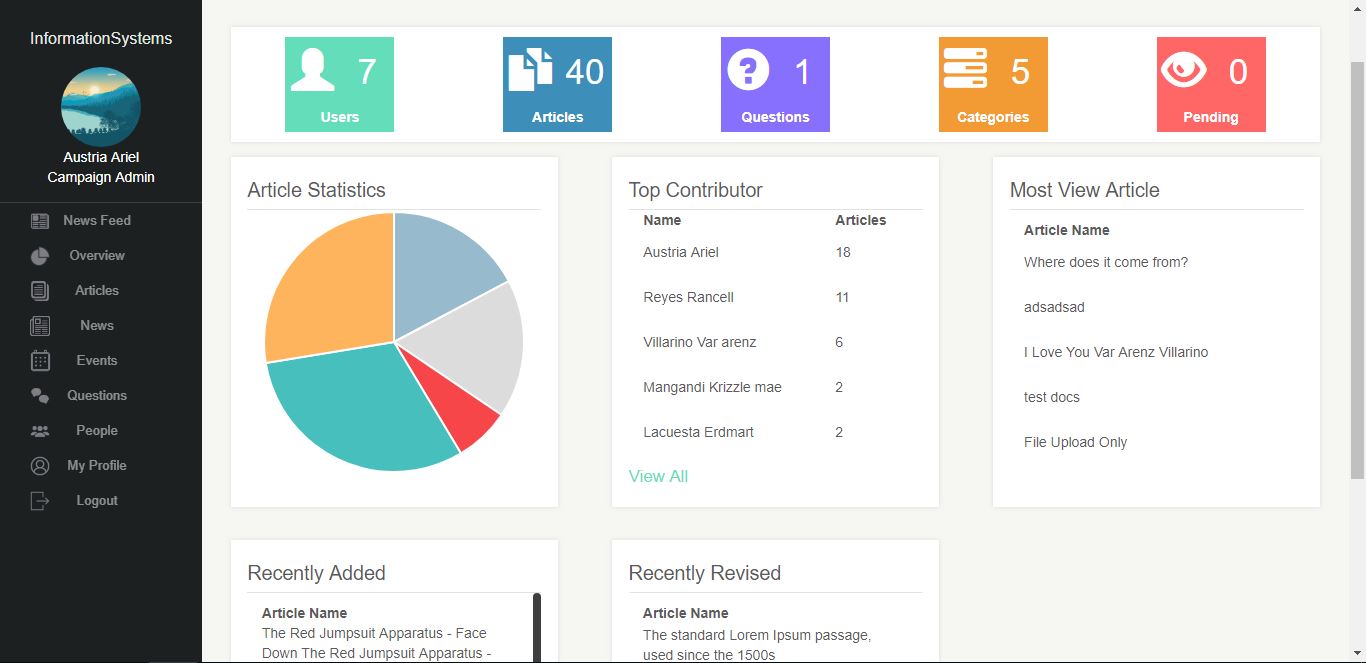 InformationSystems
Austria Ariel
Campaign Admin
News Feed
Overview
Articles
News
Events
Questions
People
My Profile
Logout
7
Users
40
Articles
1
Questions
5
Categories
0
Pending
Article Statistics
Top Contributor
Name Articles
Austria Ariel 18
Reyes Rancell 11
Villarino Var arenz 6
Mangandi Krizzle mae 2
Lacuesta Erdmart 2
View All
Most View Article
Article Name
Where does it come from?
adsadsad
I Love You Var Arenz Villarino
test docs
File Upload Only
Recently Added
Article Name
The Red Jumpsuit Apparatus - Face
Down The Red Jumpsuit Apparatus -
Recently Revised
Article Name
The standard Lorem Ipsum passage,
used since the 1500s